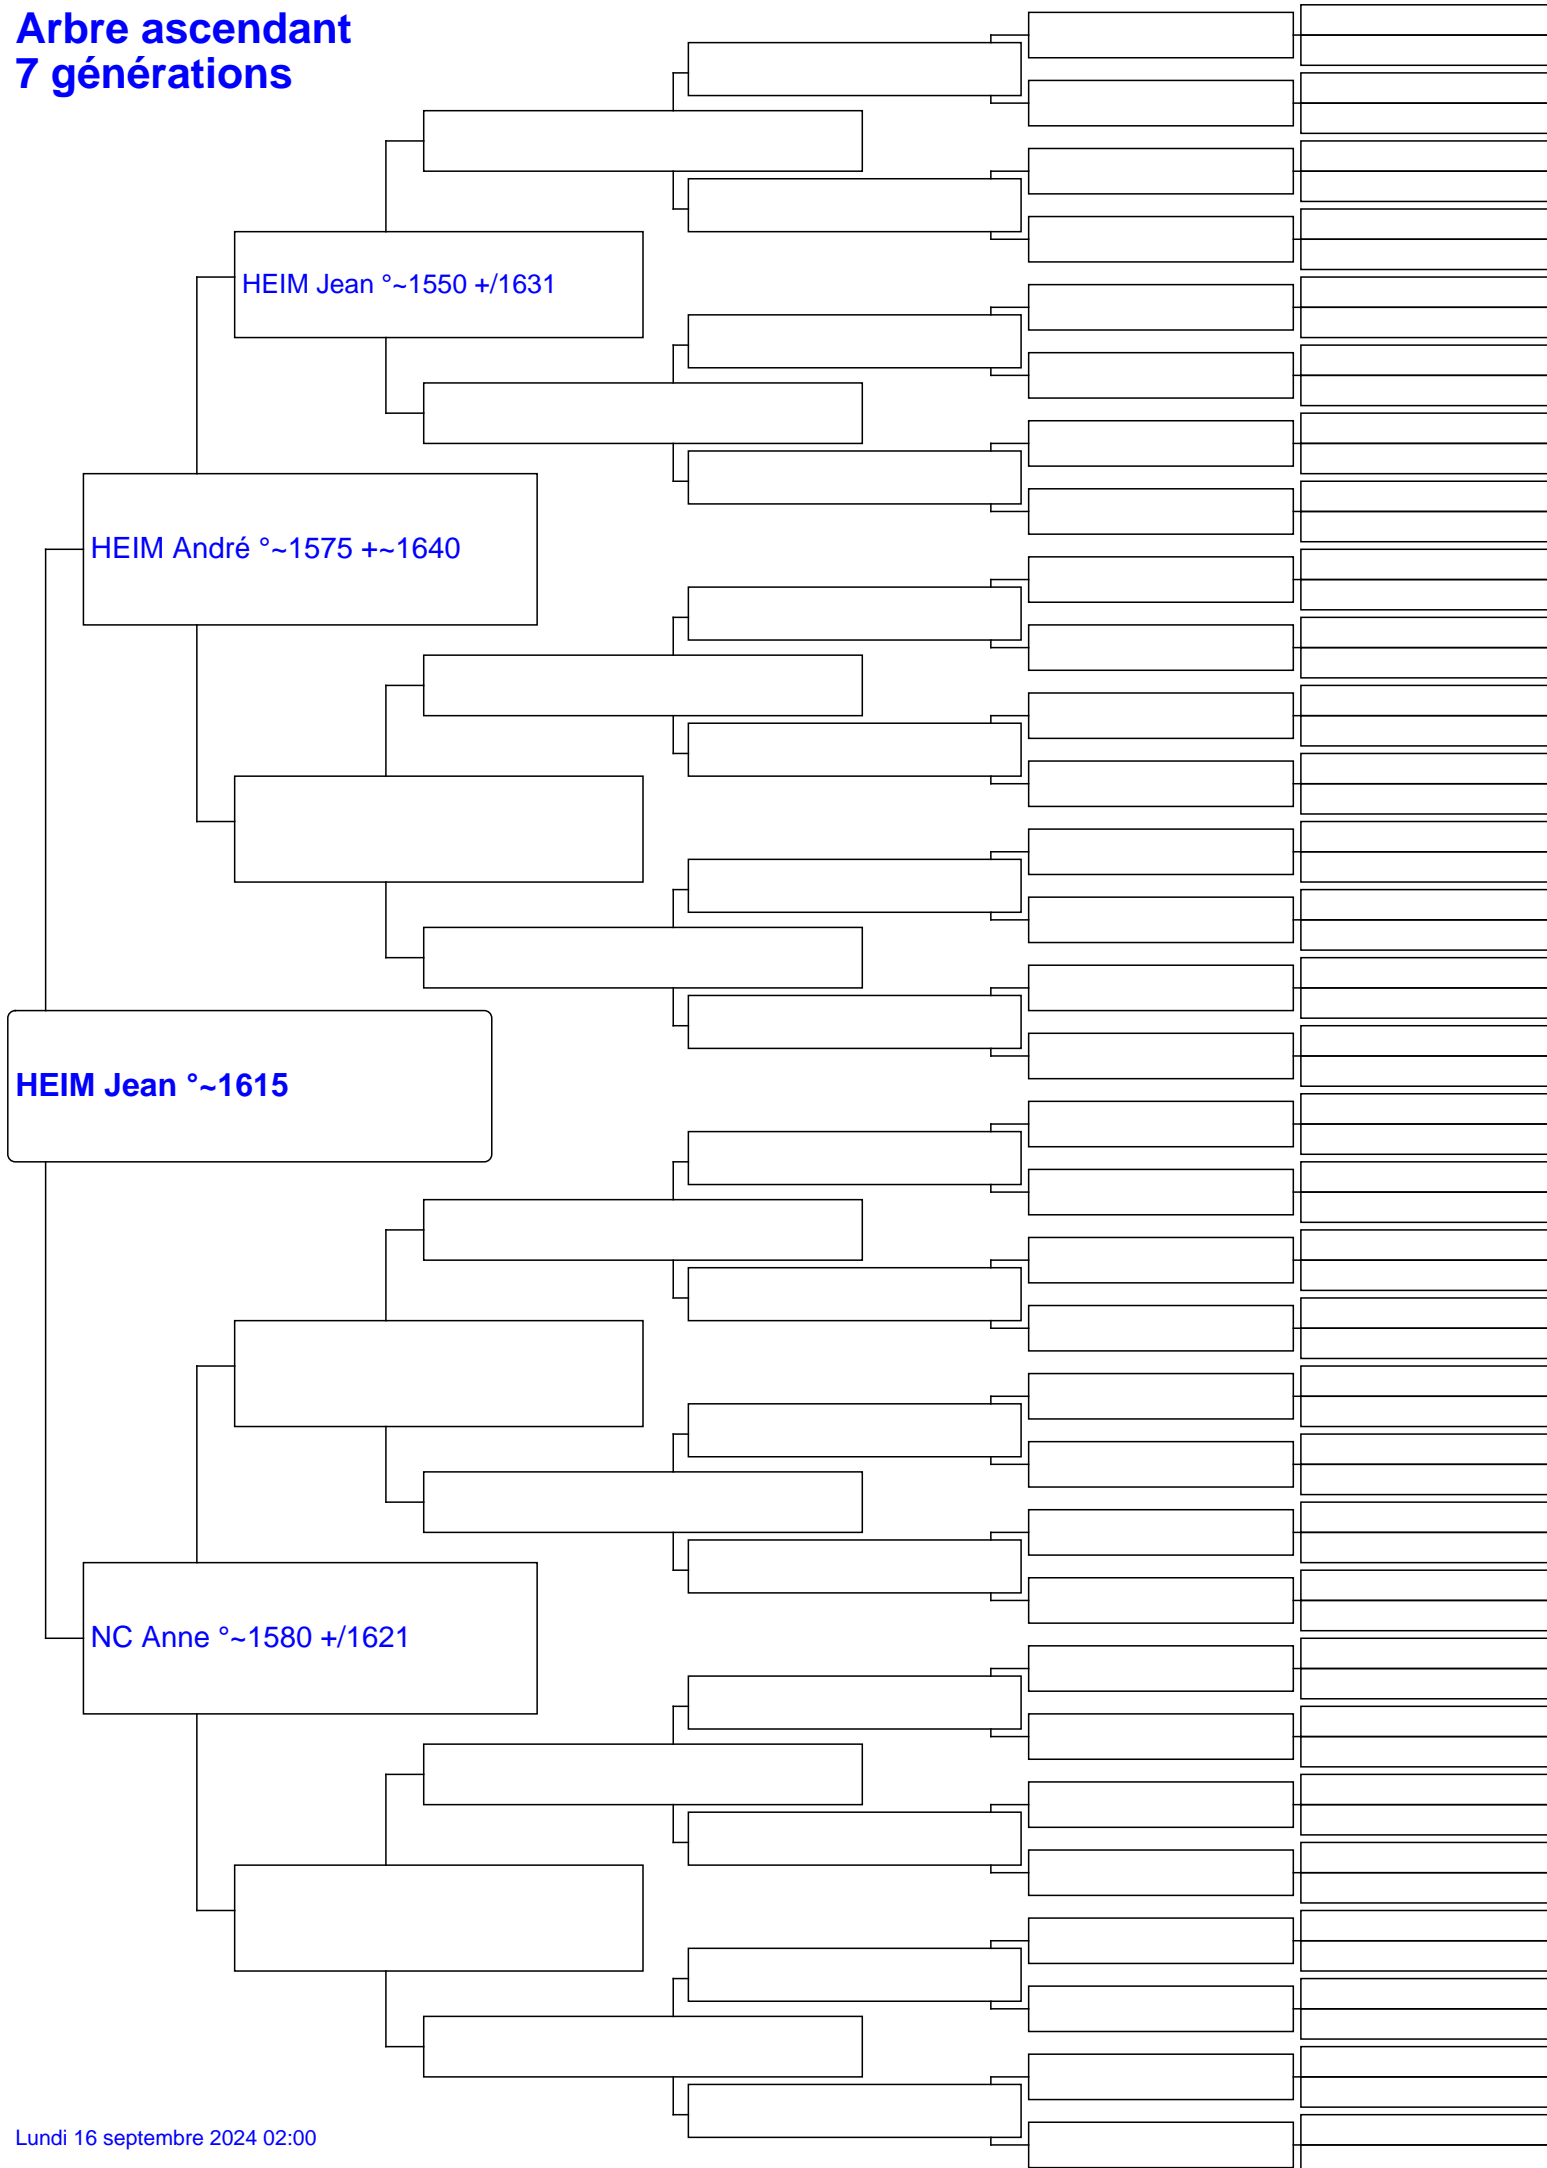 Arbre ascendant
7 générations
HEIM Jean °~1550 +/1631
HEIM André °~1575 +~1640
HEIM Jean °~1615
NC Anne °~1580 +/1621
Lundi 16 septembre 2024 02:00